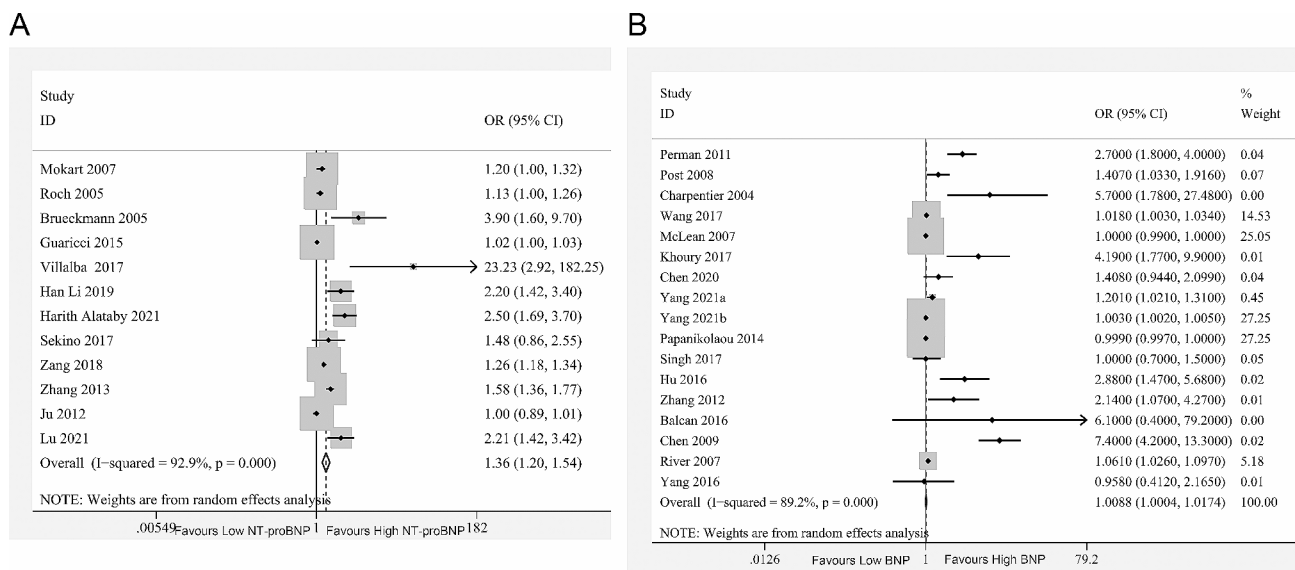 A
Study
ID OR (95% CI)
Mokart 2007 1.20 (1.00, 1.32)
Roch 2005 1.13 (1.00, 1.26)
Brueckmann 2005 3.90 (1.60, 9.70)
Guaricci 2015 1.02 (1.00, 1.03)
Villalba 2017 23.23 (2.92, 182.25)
Han Li 2019 2.20 (1.42, 3.40)
Harith Alataby 2021 2.50 (1.69, 3.70)
Sekino 2017 1.48 (0.86, 2.55)
Zang 2018 1.26 (1.18, 1.34)
Zhang 2013 1.58 (1.36, 1.77)
Ju 2012 1.00 (0.89, 1.01)
Lu 2021 2.21 (1.42, 3.42)
Overall (I-squared = 92.9%, p = 0.000) 1.36 (1.20, 1.54)
NOTE: Weights are from random effects analysis
.00549 Favours Low NT-proBNP 1 Favours High NT-proBNP 182
B
Study %
ID OR (95% CI) Weight
Perman 2011 2.7000 (1.8000, 4.0000) 0.04
Post 2008 1.4070 (1.0330, 1.9160) 0.07
Charpentier 2004 5.7000 (1.7800, 27.4800) 0.00
Wang 2017 1.0180 (1.0030, 1.0340) 14.53
McLean 2007 1.0000 (0.9900, 1.0000) 25.05
Khoury 2017 4.1900 (1.7700, 9.9000) 0.01
Chen 2020 1.4080 (0.9440, 2.0990) 0.04
Yang 2021a 1.2010 (1.0210, 1.3100) 0.45
Yang 2021b 1.0030 (1.0020, 1.0050) 27.25
Papanikolaou 2014 0.9990 (0.9970, 1.0000) 27.25
Singh 2017 1.0000 (0.7000, 1.5000) 0.05
Hu 2016 2.8800 (1.4700, 5.6800) 0.02
Zhang 2012 2.1400 (1.0700, 4.2700) 0.01
Balcan 2016 6.1000 (0.4000, 79.2000) 0.00
Chen 2009 7.4000 (4.2000, 13.3000) 0.02
River 2007 1.0610 (1.0260, 1.0970) 5.18
Yang 2016 0.9580 (0.4120, 2.1650) 0.01
Overall (I-squared = 89.2%, p = 0.000) 1.0088 (1.0004, 1.0174) 100.00
NOTE: Weights are from random effects analysis
.0126 Favours Low BNP 1 Favours High BNP 79.2